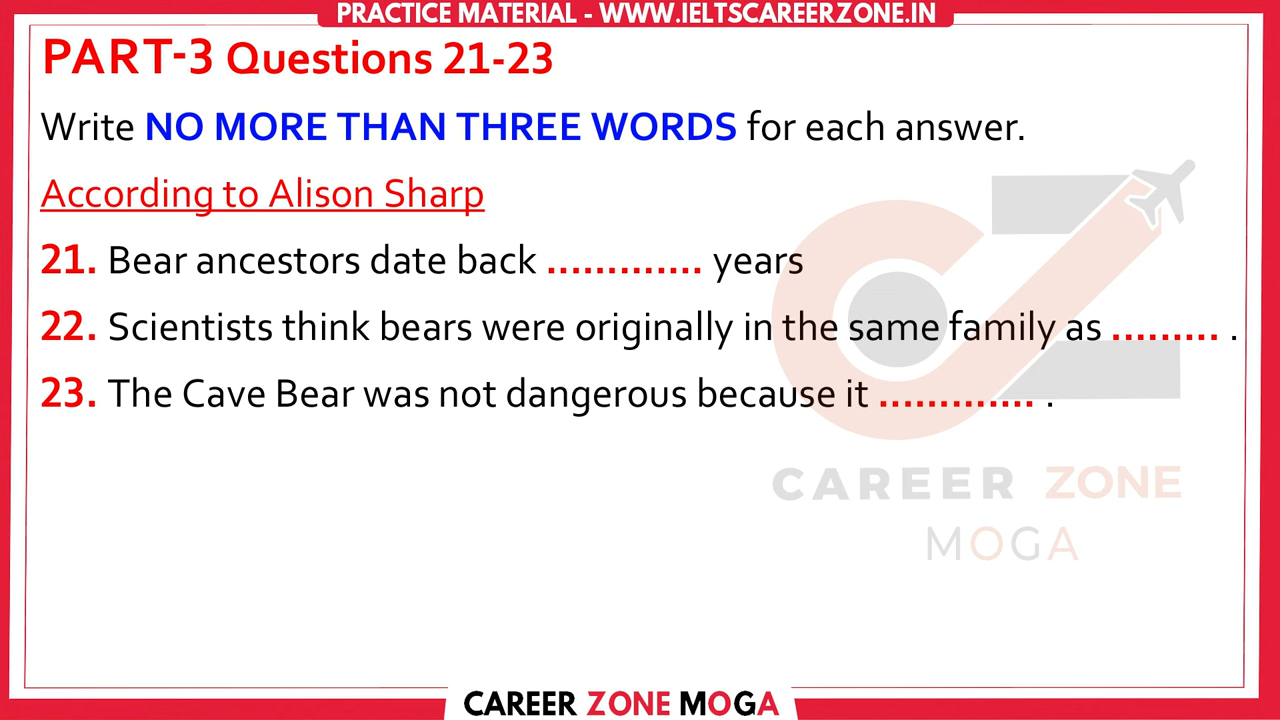 PRACTICE MATERIAL - WWW.IELTSCAREERZONE.IN
PART-3 Questions 21-23
Write NO MORE THAN THREE WORDS for each answer.
According to Alison Sharp
21. Bear ancestors date back ............. years
22. Scientists think bears were originally in the same family as ......... .
23. The Cave Bear was not dangerous because it ............. .
CAREER ZONE
MOGA
CAREER ZONE MOGA